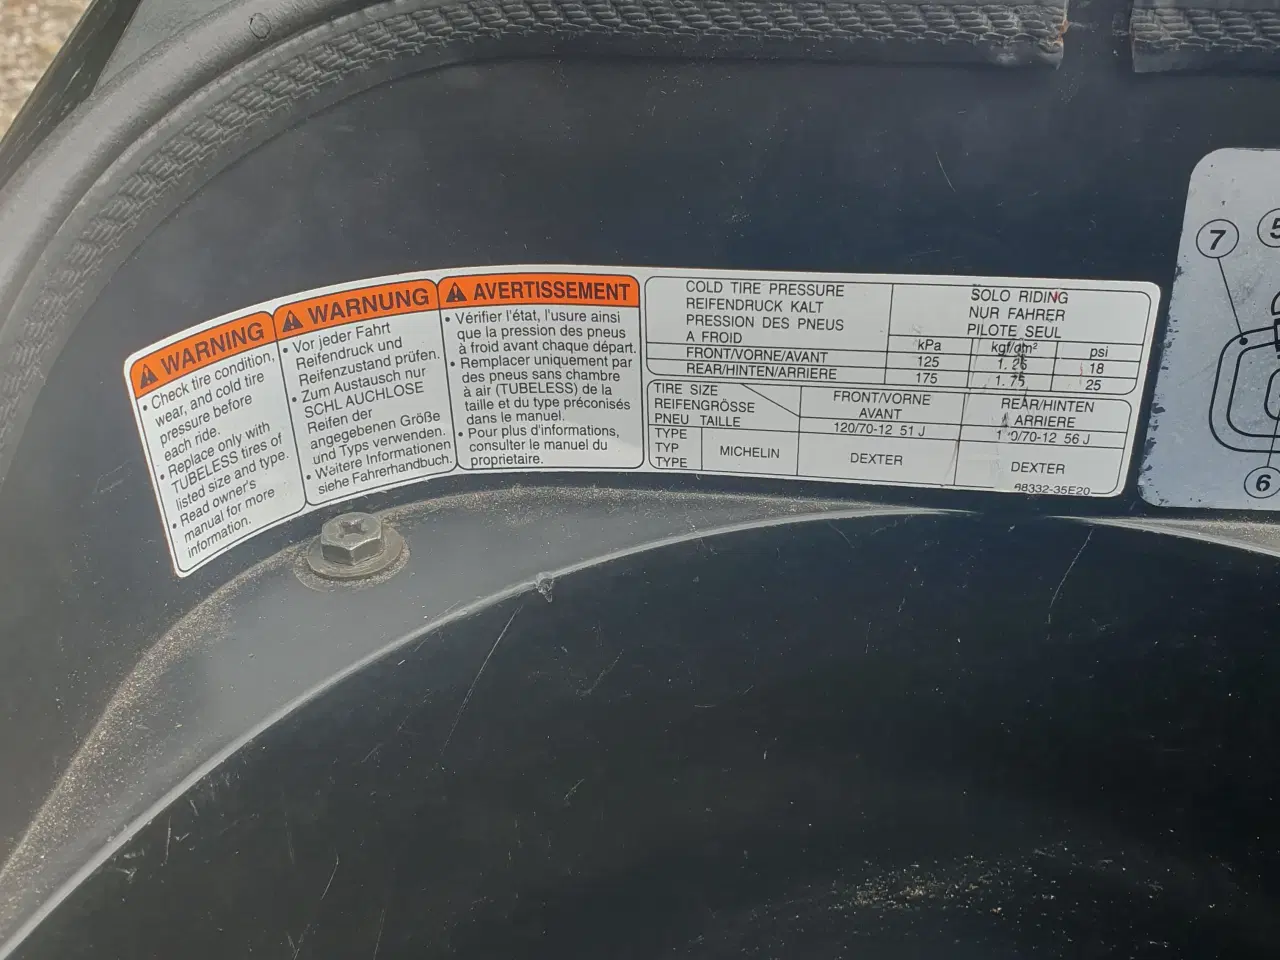 WARNING
• Check tire condition,
wear, and cold tire
pressure before
each ride.
• Replace only with
TUBELESS tires of
listed size and type.
• Read owner's
manual for more
information.
WARNUNG
• Vor jeder Fahrt
Reifendruck und
Reifenzustand prüfen.
• Zum Austausch nur
SCHLAUCHLOSE
Reifen der
angegebenen Größe
und Typs verwenden.
• Weitere Informationen
siehe Fahrerhandbuch.
AVERTISSEMENT
• Vérifier l'état, l'usure ainsi
que la pression des pneus
à froid avant chaque départ.
• Remplacer uniquement par
des pneus sans chambre
à air (TUBELESS) de la
taille et du type préconisés
dans le manuel.
• Pour plus d'informations,
consulter le manuel du
proprietaire.
COLD TIRE PRESSURE
REIFENDRUCK KALT
PRESSION DES PNEUS
A FROID
SOLO RIDING
NUR FAHRER
PILOTE SEUL
kPa kgf/cm² psi
FRONT/VORNE/AVANT 125 1.25 18
REAR/HINTEN/ARRIERE 175 1.75 25
TIRE SIZE
REIFENGRÖSSE
PNEU TAILLE
FRONT/VORNE
AVANT
REAR/HINTEN
ARRIERE
120/70-12 51 J
0/70-12 56 J
TYPE
TYP
TYPE
MICHELIN
DEXTER
DEXTER
68332-35E20
7
5
6